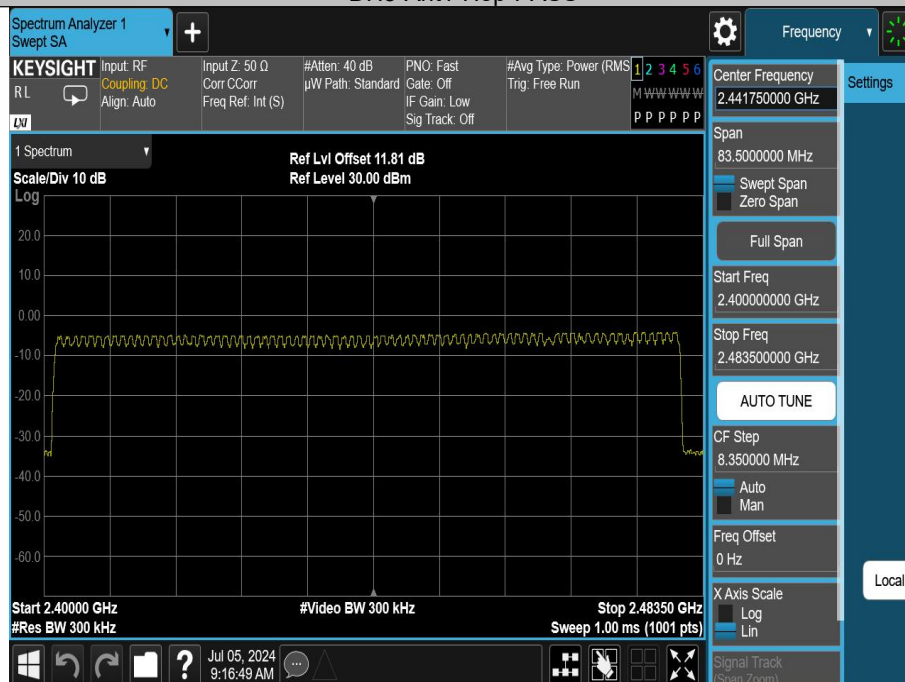 Spectrum Analyzer 1
Swept SA
Frequency
KEYSIGHT
RL
LXI
Input: RF
Coupling: DC
Align: Auto
Input Z: 50 Ω
Corr CCorr
Freq Ref: Int (S)
#Atten: 40 dB
µW Path: Standard
PNO: Fast
Gate: Off
IF Gain: Low
Sig Track: Off
#Avg Type: Power (RMS
Trig: Free Run
1 2 3 4 5 6
M W W W W W
P P P P P P
Center Frequency
2.441750000 GHz
Settings
Span
83.5000000 MHz
Swept Span
Zero Span
Full Span
Start Freq
2.400000000 GHz
Stop Freq
2.483500000 GHz
AUTO TUNE
CF Step
8.350000 MHz
Auto
Man
Freq Offset
0 Hz
X Axis Scale
Log
Lin
Signal Track
(Span Zoom)
Local
1 Spectrum
Scale/Div 10 dB
Log
Ref Lvl Offset 11.81 dB
Ref Level 30.00 dBm
20.0
10.0
0.00
-10.0
-20.0
-30.0
-40.0
-50.0
-60.0
Start 2.40000 GHz
#Res BW 300 kHz
#Video BW 300 kHz
Stop 2.48350 GHz
Sweep 1.00 ms (1001 pts)
Jul 05, 2024
9:16:49 AM